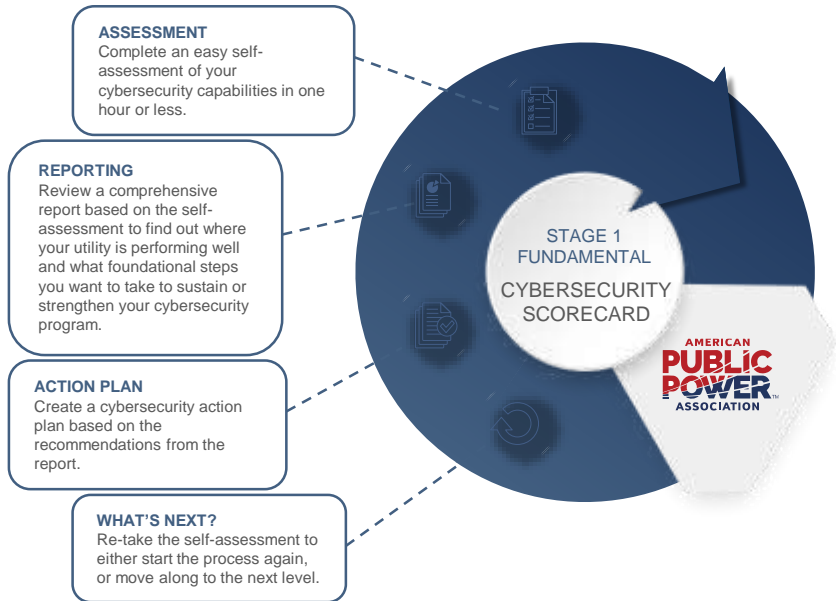 ASSESSMENT
Complete an easy self-
assessment of your
cybersecurity capabilities in one
hour or less.
REPORTING
Review a comprehensive
report based on the self-
assessment to find out where
your utility is performing well
and what foundational steps
you want to take to sustain or
strengthen your cybersecurity
program.
ACTION PLAN
Create a cybersecurity action
plan based on the
recommendations from the
report.
WHAT'S NEXT?
Re-take the self-assessment to
either start the process again,
or move along to the next level.
STAGE 1
FUNDAMENTAL
CYBERSECURITY
SCORECARD
AMERICAN
PUBLIC
POWER™
ASSOCIATION